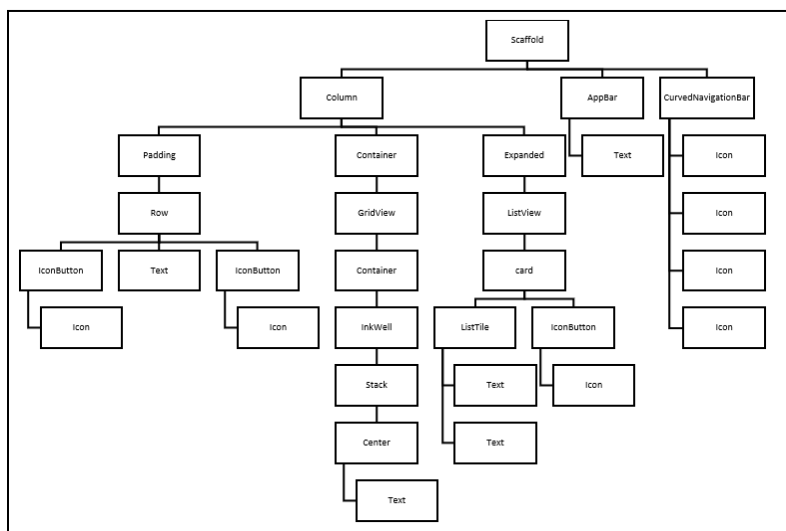 Scaffold
Column
AppBar
CurvedNavigationBar
Padding
Container
Expanded
Text
Icon
Row
GridView
ListView
Icon
IconButton
Text
IconButton
Container
card
Icon
Icon
Icon
InkWell
ListTile
IconButton
Icon
Stack
Text
Icon
Center
Text
Text